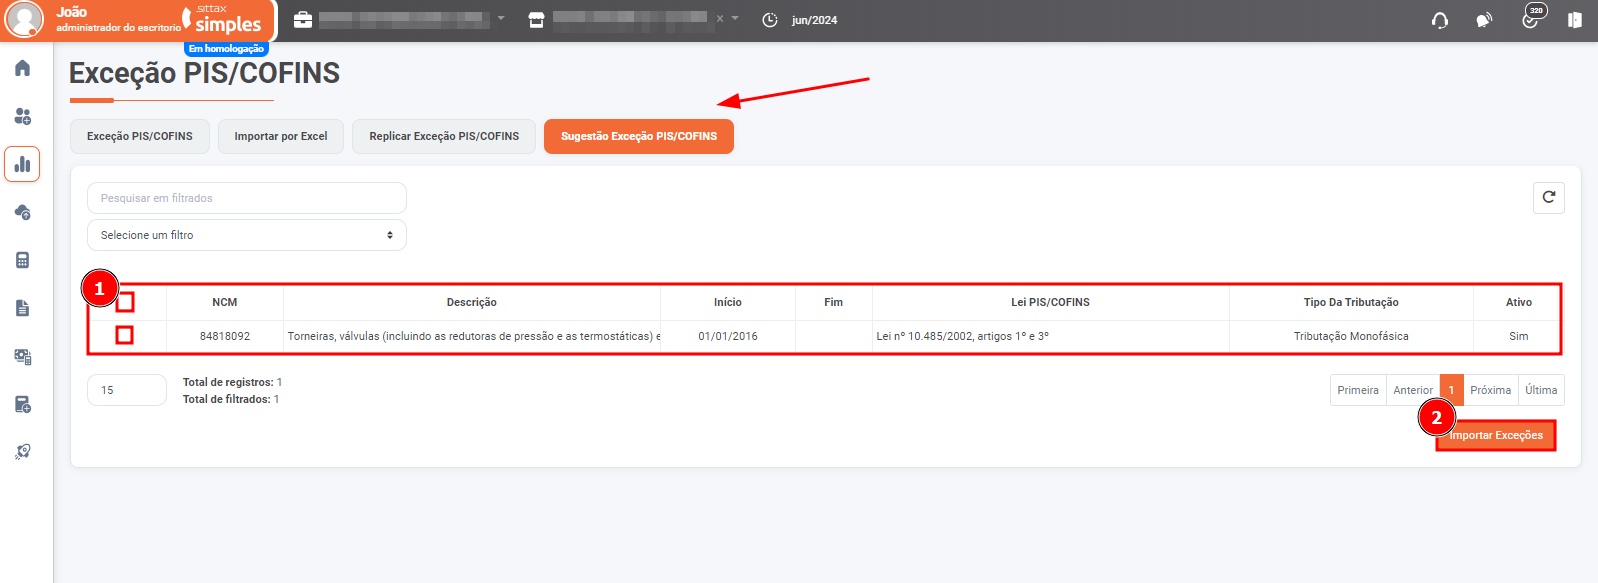 João
administrador do escritorio
sittax
simples
Em homologação
jun/2024
320
Exceção PIS/COFINS
Exceção PIS/COFINS
Importar por Excel
Replicar Exceção PIS/COFINS
Sugestão Exceção PIS/COFINS
Pesquisar em filtrados
Selecione um filtro
1
NCM Descrição Início Fim Lei PIS/COFINS Tipo Da Tributação Ativo
84818092 Torneiras, válvulas (incluindo as redutoras de pressão e as termostáticas) e 01/01/2016 Lei nº 10.485/2002, artigos 1º e 3º Tributação Monofásica Sim
15
Total de registros: 1
Total de filtrados: 1
Primeira Anterior 1 Próxima Última
2
Importar Exceções